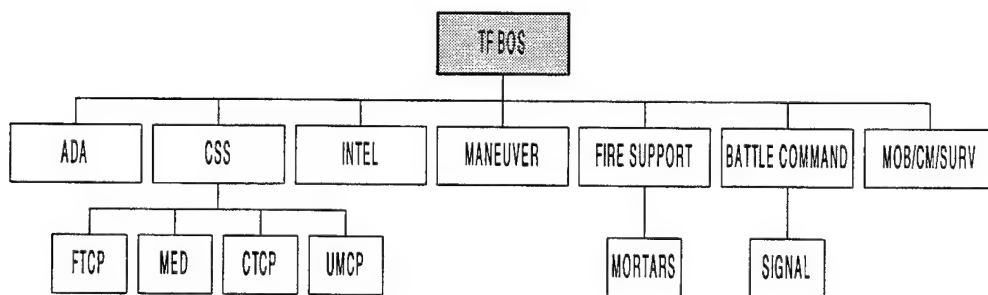 TF BOS
ADA
CSS
INTEL
MANEUVER
FIRE SUPPORT
BATTLE COMMAND
MOB/CM/SURV
FTCP
MED
CTCP
UMCP
MORTARS
SIGNAL